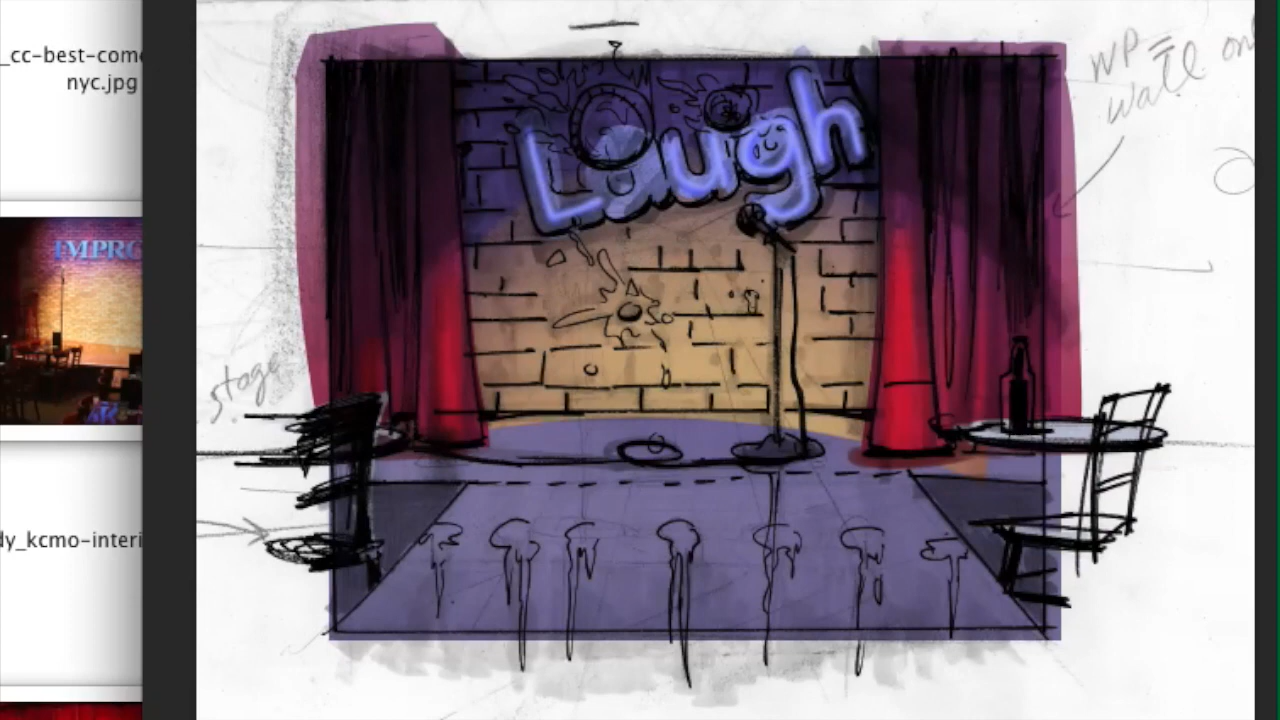 _cc-best-come
nyc.jpg
Laugh
WP =
wall on
IMPRO
stage
dy_kcmo-interi